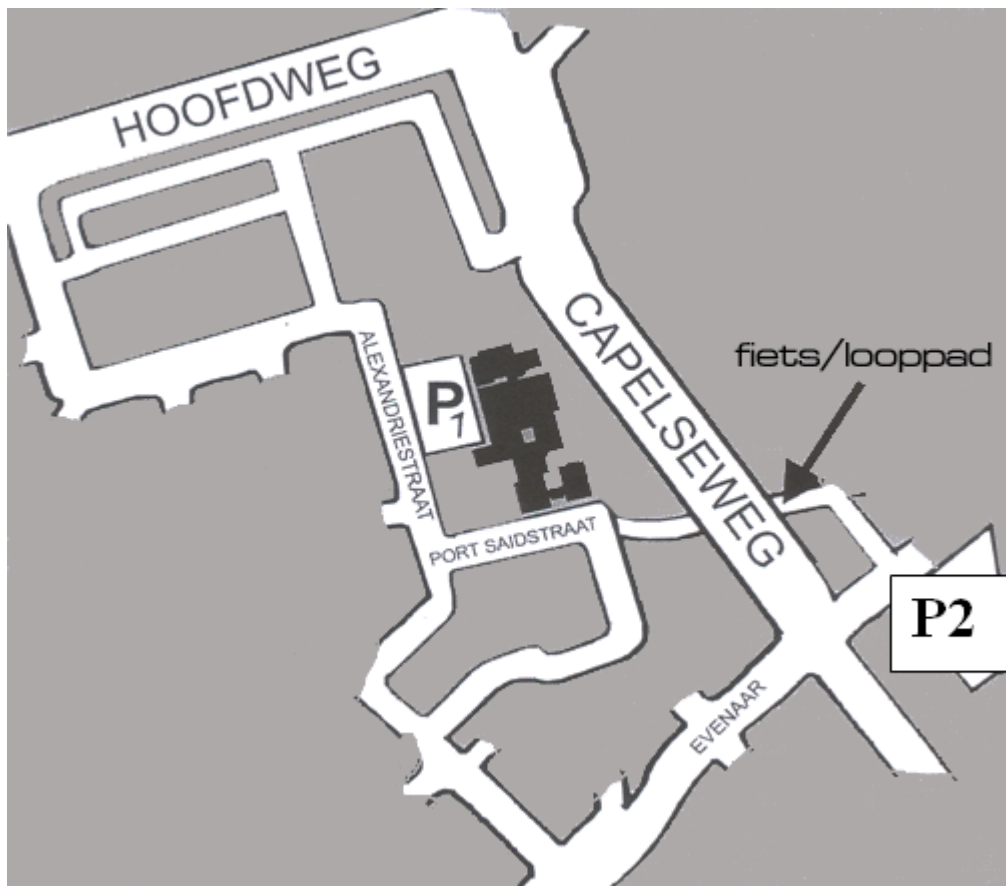 HOOFDWEG
CAPELSEWEG
fiets/looppad
ALEXANDRIESTRAAT
P1
PORT SAIDSTRAAT
P2
EVENAAR